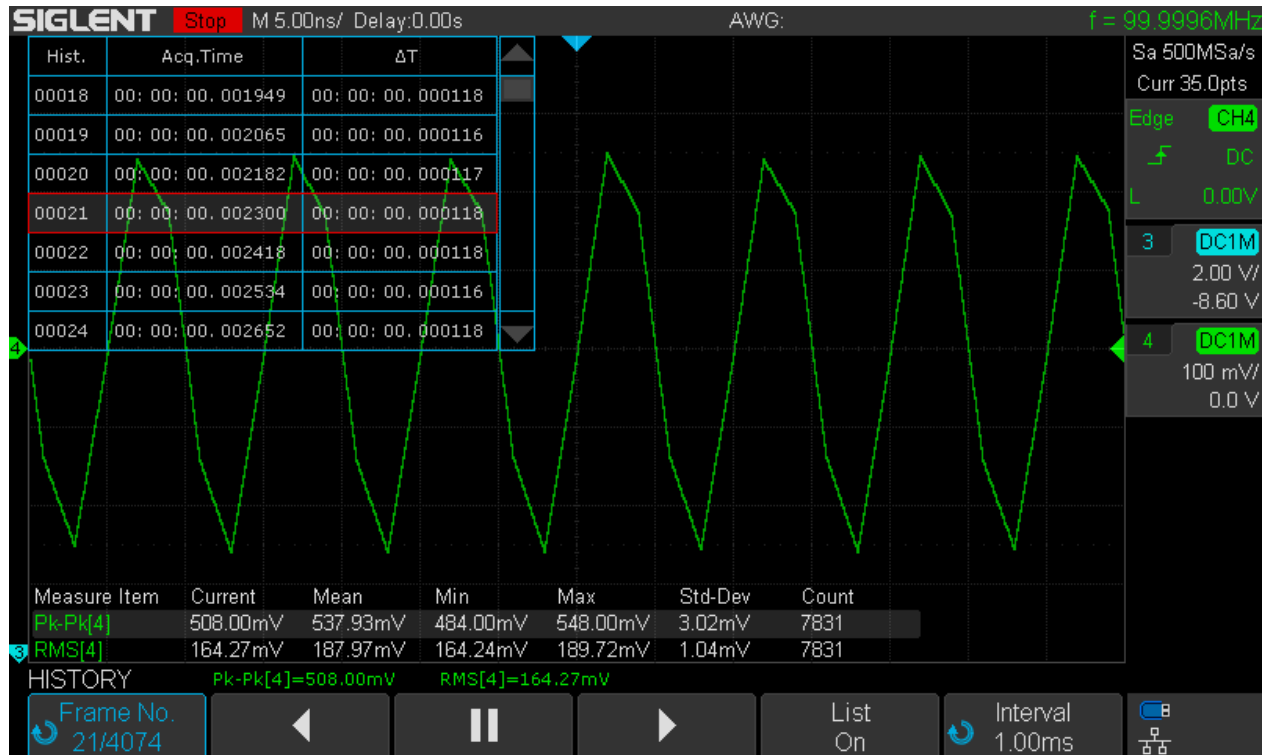 SIGLENT Stop M 5.00ns/ Delay:0.00s AWG: f = 99.9996MHz
Sa 500MSa/s
Curr 35.0pts
Edge CH4
DC
L 0.00V
3 DC1M
2.00 V/
-8.60 V
4 DC1M
100 mV/
0.0 V
Hist. Acq.Time ΔT
00018 00: 00: 00. 001949 00: 00: 00. 000118
00019 00: 00: 00. 002065 00: 00: 00. 000116
00020 00: 00: 00. 002182 00: 00: 00. 000117
00021 00: 00: 00. 002300 00: 00: 00. 000118
00022 00: 00: 00. 002418 00: 00: 00. 000118
00023 00: 00: 00. 002534 00: 00: 00. 000116
00024 00: 00: 00. 002652 00: 00: 00. 000118
4
Measure Item Current Mean Min Max Std-Dev Count
Pk-Pk[4] 508.00mV 537.93mV 484.00mV 548.00mV 3.02mV 7831
3 RMS[4] 164.27mV 187.97mV 164.24mV 189.72mV 1.04mV 7831
HISTORY Pk-Pk[4]=508.00mV RMS[4]=164.27mV
Frame No. List Interval
21/4074 On 1.00ms